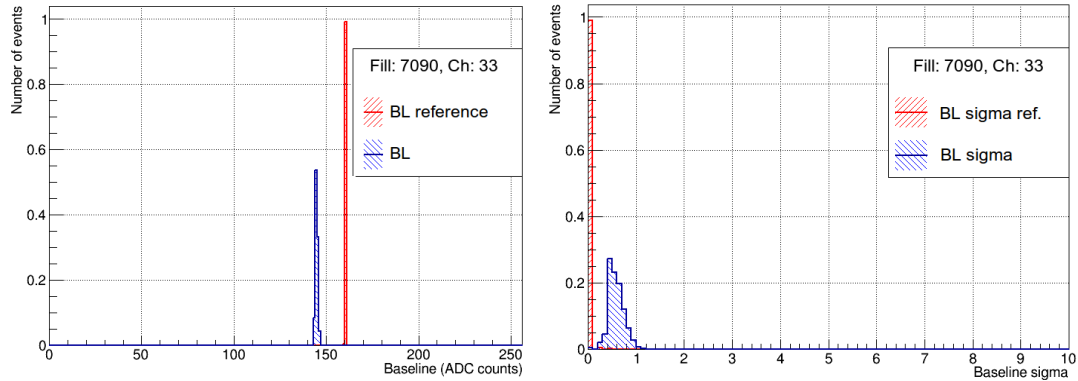 Number of events
1
0.8
0.6
0.4
0.2
0
Fill: 7090, Ch: 33
BL reference
BL
0 50 100 150 200 250
Baseline (ADC counts)
Number of events
1
0.8
0.6
0.4
0.2
0
Fill: 7090, Ch: 33
BL sigma ref.
BL sigma
0 1 2 3 4 5 6 7 8 9 10
Baseline sigma